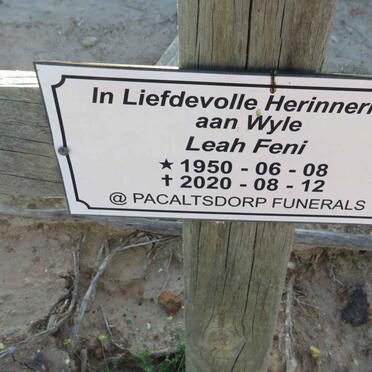 In Liefdevolle Herinneri
aan Wyle
Leah Feni
★ 1950 - 06 - 08
✝ 2020 - 08 - 12
@ PACALTSDORP FUNERALS